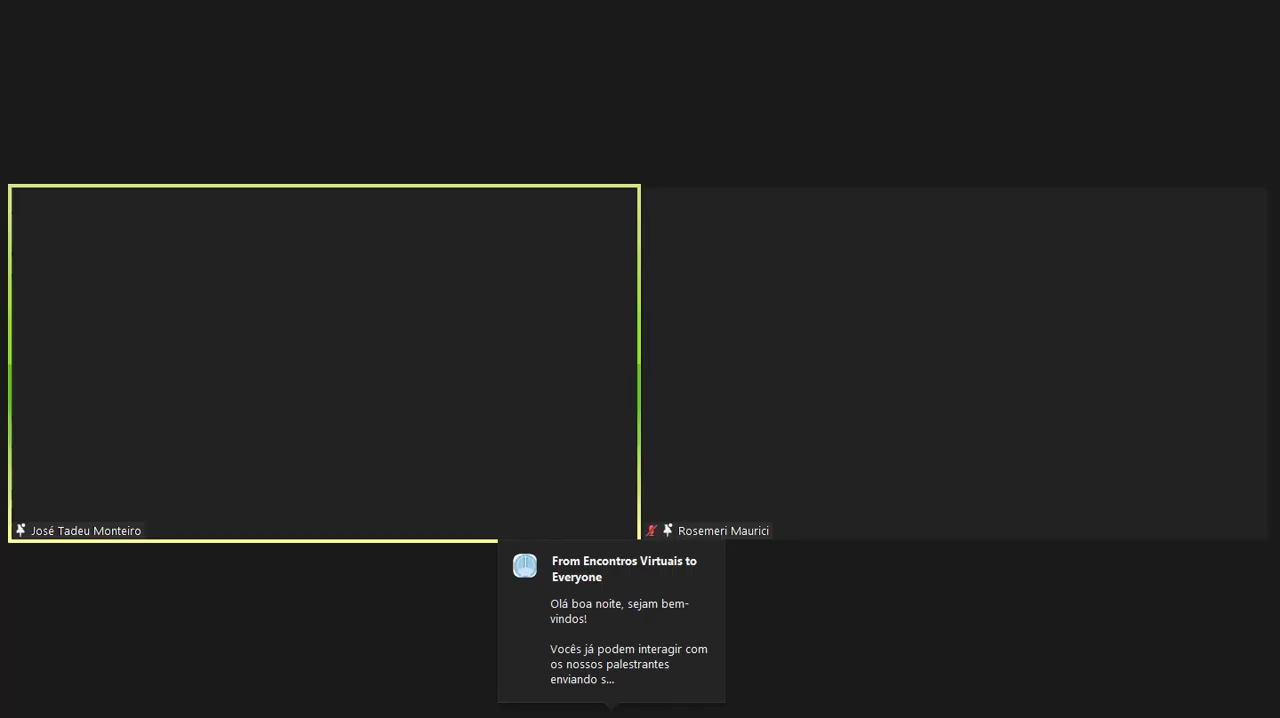 José Tadeu Monteiro
Rosemeri Maurici
From Encontros Virtuais to
Everyone
Olá boa noite, sejam bem-
vindos!
Vocês já podem interagir com
os nossos palestrantes
enviando s...